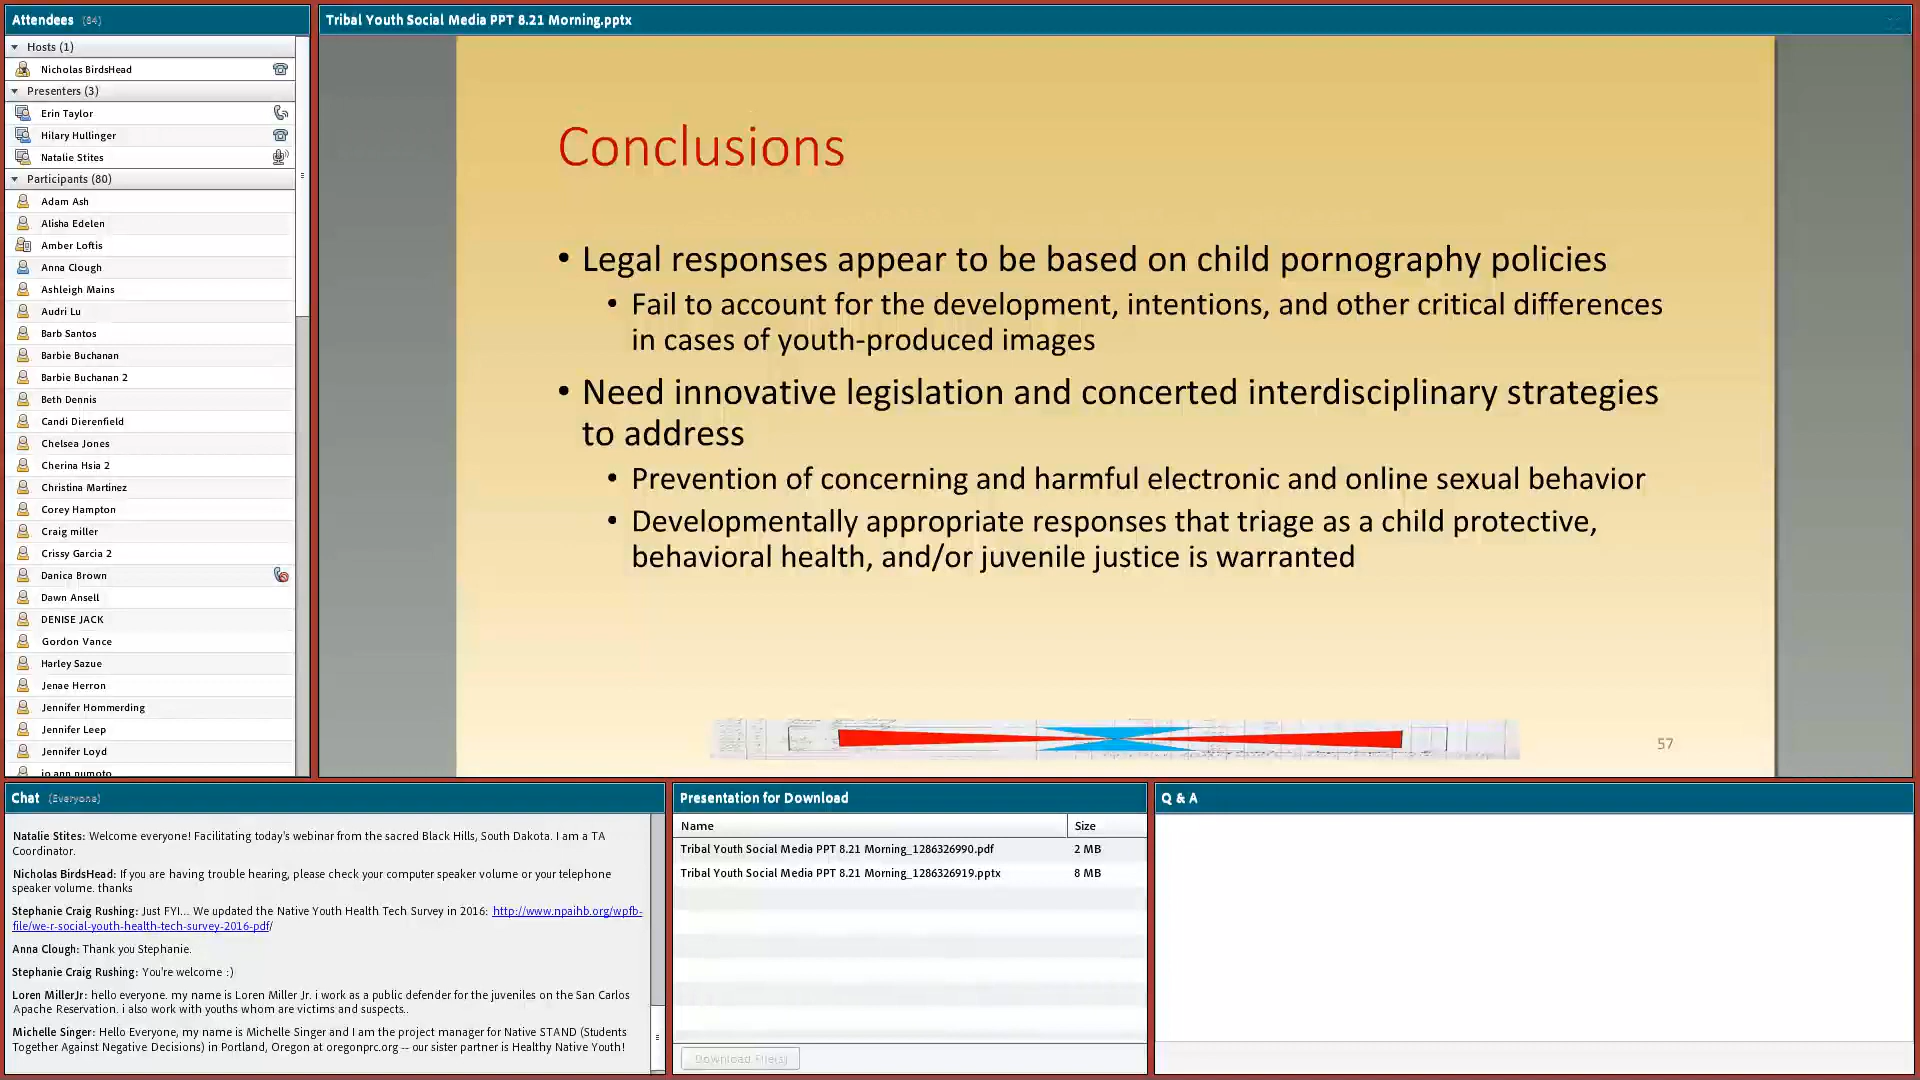 Attendees (84)
Hosts (1)
Nicholas BirdsHead
Presenters (3)
Erin Taylor
Hilary Hullinger
Natalie Stites
Participants (80)
Adam Ash
Alisha Edelen
Amber Loftis
Anna Clough
Ashleigh Mains
Audri Lu
Barb Santos
Barbie Buchanan
Barbie Buchanan 2
Beth Dennis
Candi Dierenfield
Chelsea Jones
Cherina Hsia 2
Christina Martinez
Corey Hampton
Craig miller
Crissy Garcia 2
Danica Brown
Dawn Ansell
DENISE JACK
Gordon Vance
Harley Sazue
Jenae Herron
Jennifer Hommerding
Jennifer Leep
Jennifer Loyd
jo ann numoto
Tribal Youth Social Media PPT 8.21 Morning.pptx
Conclusions
• Legal responses appear to be based on child pornography policies
• Fail to account for the development, intentions, and other critical differences
in cases of youth-produced images
• Need innovative legislation and concerted interdisciplinary strategies
to address
• Prevention of concerning and harmful electronic and online sexual behavior
• Developmentally appropriate responses that triage as a child protective,
behavioral health, and/or juvenile justice is warranted
57
Chat (Everyone)
Natalie Stites: Welcome everyone! Facilitating today's webinar from the sacred Black Hills, South Dakota. I am a TA
Coordinator.
Nicholas BirdsHead: If you are having trouble hearing, please check your computer speaker volume or your telephone
speaker volume. thanks
Stephanie Craig Rushing: Just FYI... We updated the Native Youth Health Tech Survey in 2016: http://www.npaihb.org/wpfb-
file/we-r-social-youth-health-tech-survey-2016-pdf/
Anna Clough: Thank you Stephanie.
Stephanie Craig Rushing: You're welcome :)
Loren MillerJr: hello everyone. my name is Loren Miller Jr. i work as a public defender for the juveniles on the San Carlos
Apache Reservation. i also work with youths whom are victims and suspects..
Michelle Singer: Hello Everyone, my name is Michelle Singer and I am the project manager for Native STAND (Students
Together Against Negative Decisions) in Portland, Oregon at oregonprc.org -- our sister partner is Healthy Native Youth!
Presentation for Download
Name Size
Tribal Youth Social Media PPT 8.21 Morning_1286326990.pdf 2 MB
Tribal Youth Social Media PPT 8.21 Morning_1286326919.pptx 8 MB
Download File(s)
Q & A